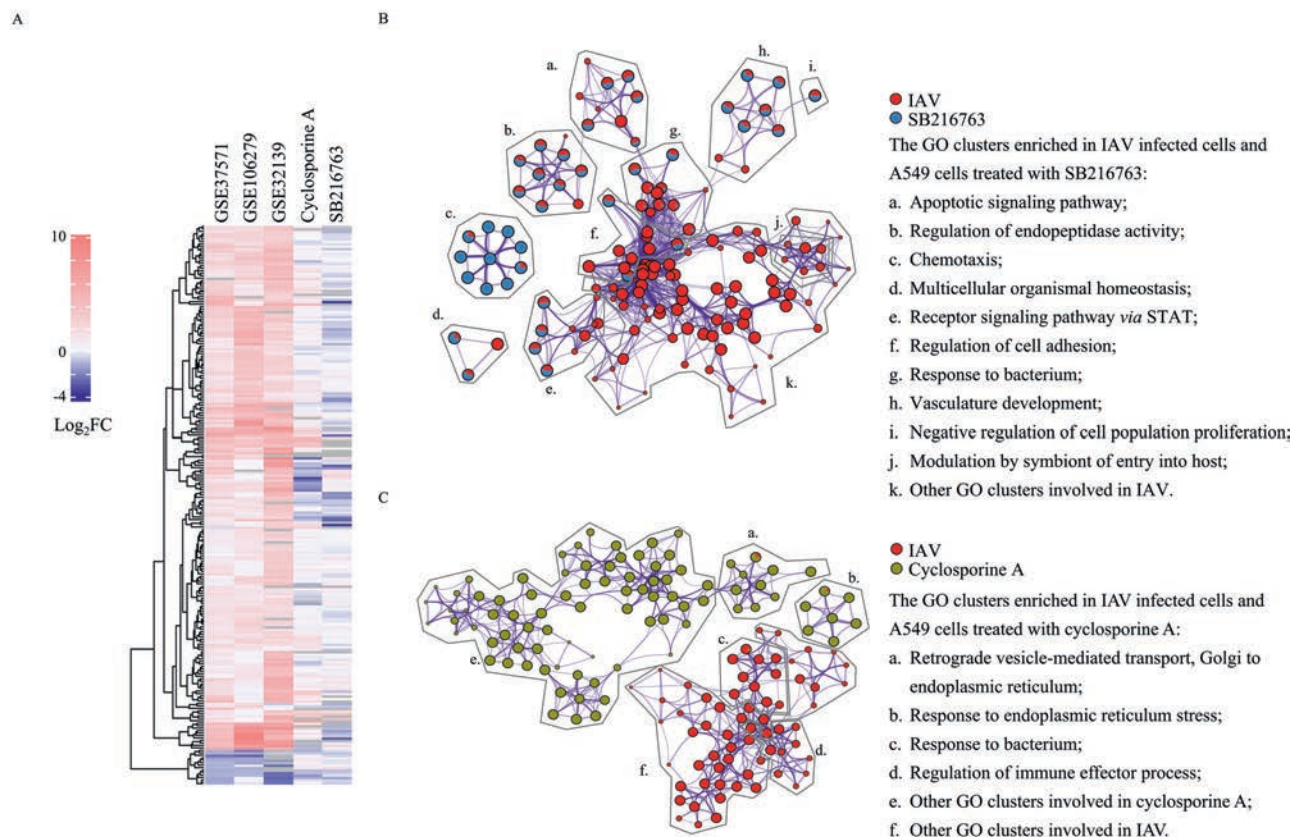 A
GSE37571
GSE106279
GSE32139
Cyclosporine A
SB216763
10
5
0
-4
Log₂FC
B
a.
b.
c.
d.
e.
f.
g.
h.
i.
j.
k.
IAV
SB216763
The GO clusters enriched in IAV infected cells and
A549 cells treated with SB216763:
a. Apoptotic signaling pathway;
b. Regulation of endopeptidase activity;
c. Chemotaxis;
d. Multicellular organismal homeostasis;
e. Receptor signaling pathway via STAT;
f. Regulation of cell adhesion;
g. Response to bacterium;
h. Vasculature development;
i. Negative regulation of cell population proliferation;
j. Modulation by symbiont of entry into host;
k. Other GO clusters involved in IAV.
C
a.
b.
c.
d.
e.
f.
IAV
Cyclosporine A
The GO clusters enriched in IAV infected cells and
A549 cells treated with cyclosporine A:
a. Retrograde vesicle-mediated transport, Golgi to
endoplasmic reticulum;
b. Response to endoplasmic reticulum stress;
c. Response to bacterium;
d. Regulation of immune effector process;
e. Other GO clusters involved in cyclosporine A;
f. Other GO clusters involved in IAV.